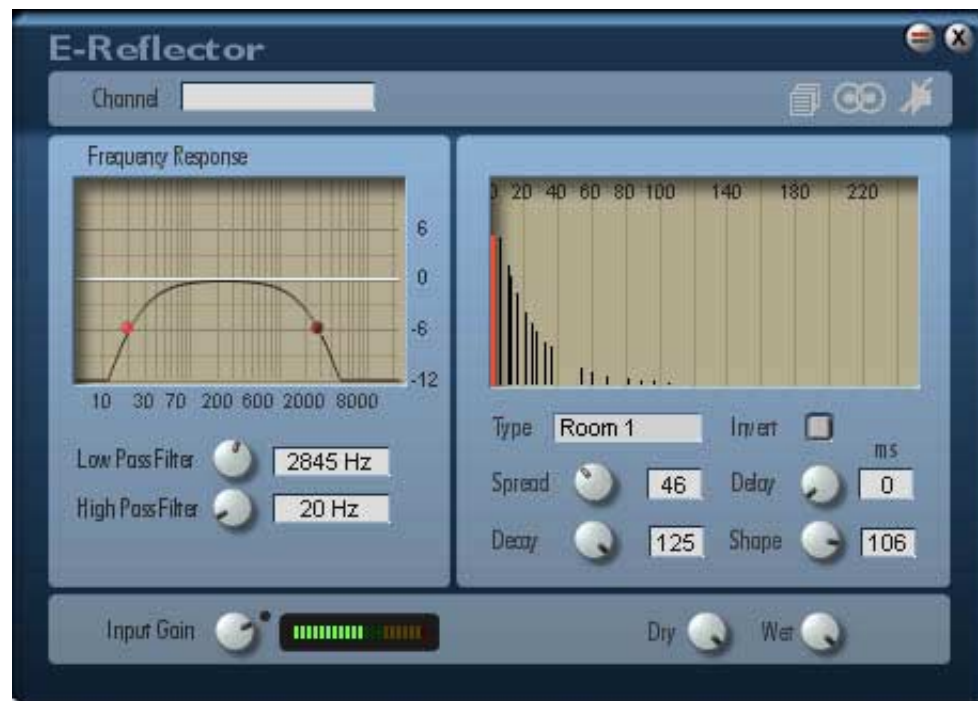 E-Reflector
X
Channel
Frequency Response
6
0
-6
-12
10 30 70 200 600 2000 8000
Low Pass Filter 2845 Hz
High Pass Filter 20 Hz
0 20 40 60 80 100 140 180 220
Type Room 1 Invert
ms
Spread 46 Delay 0
Decay 125 Shape 106
Input Gain Dry Wet